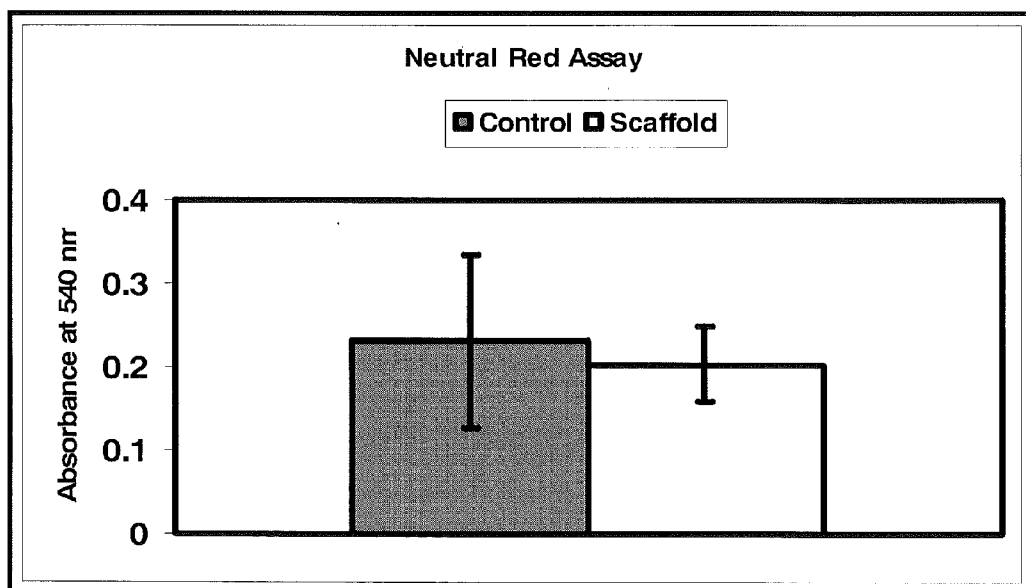 Neutral Red Assay
Control Scaffold
Absorbance at 540 nm
0.4
0.3
0.2
0.1
0